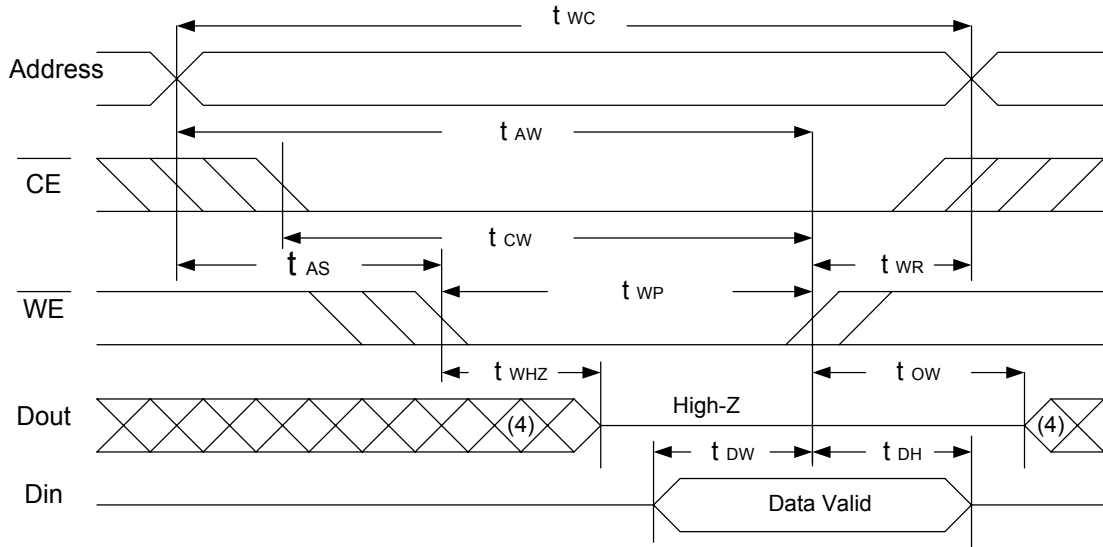 t WC
Address
t AW
CE
t CW
t AS
t WR
WE
t WP
t WHZ
t OW
Dout
(4)
High-Z
(4)
t DW
t DH
Din
Data Valid